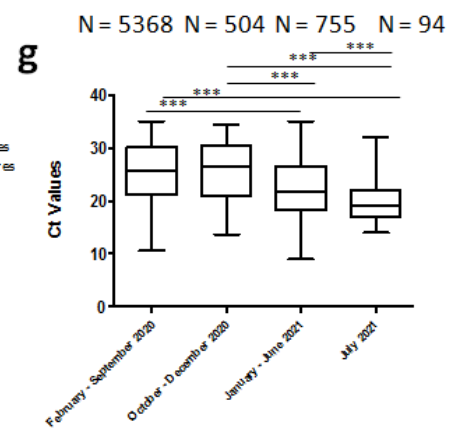 N = 5368 N = 504 N = 755 N = 94
g
***
***
***
***
***
40
30
20
10
0
Ct Values
February - September 2020
October - December 2020
January - June 2021
July 2021